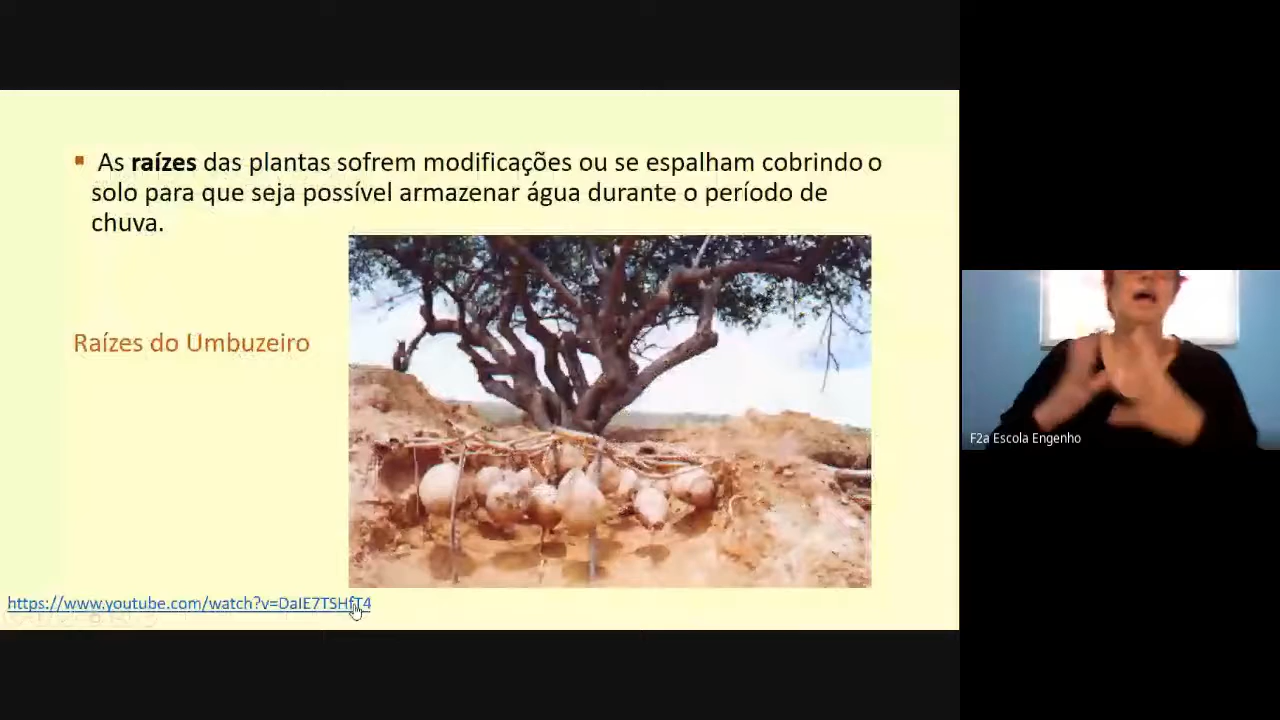 As raízes das plantas sofrem modificações ou se espalham cobrindo o
solo para que seja possível armazenar água durante o período de
chuva.
Raízes do Umbuzeiro
F2a Escola Engenho
https://www.youtube.com/watch?v=DaIE7TSHfT4